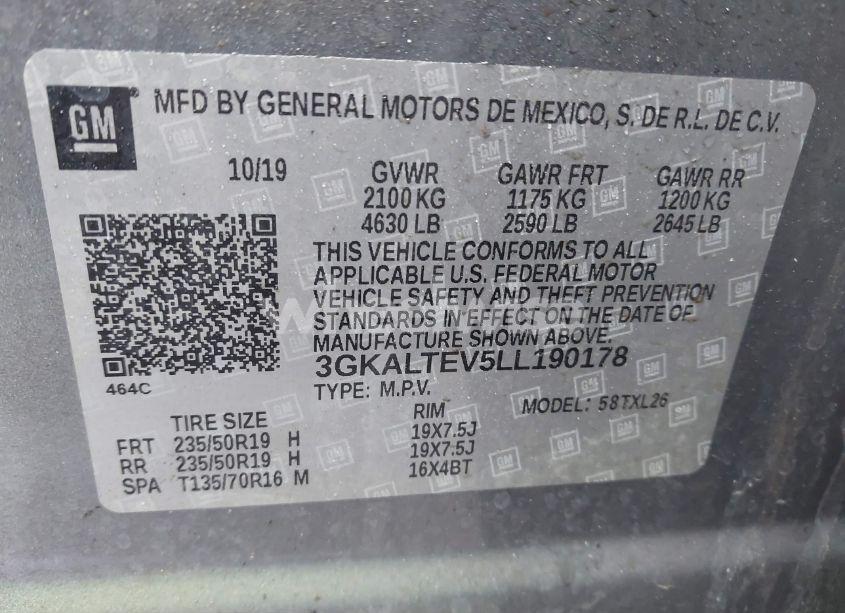 GM
MFD BY GENERAL MOTORS DE MEXICO, S. DE R.L. DE C.V.
10/19 GVWR GAWR FRT GAWR RR
2100 KG 1175 KG 1200 KG
4630 LB 2590 LB 2645 LB
THIS VEHICLE CONFORMS TO ALL
APPLICABLE U.S. FEDERAL MOTOR
VEHICLE SAFETY AND THEFT PREVENTION
STANDARDS IN EFFECT ON THE DATE OF
MANUFACTURE SHOWN ABOVE.
3GKALTEV5LL190178
464C
TYPE: M.P.V. MODEL: 58TXL26
TIRE SIZE RIM
FRT 235/50R19 H 19X7.5J
RR 235/50R19 H 19X7.5J
SPA T135/70R16 M 16X4BT